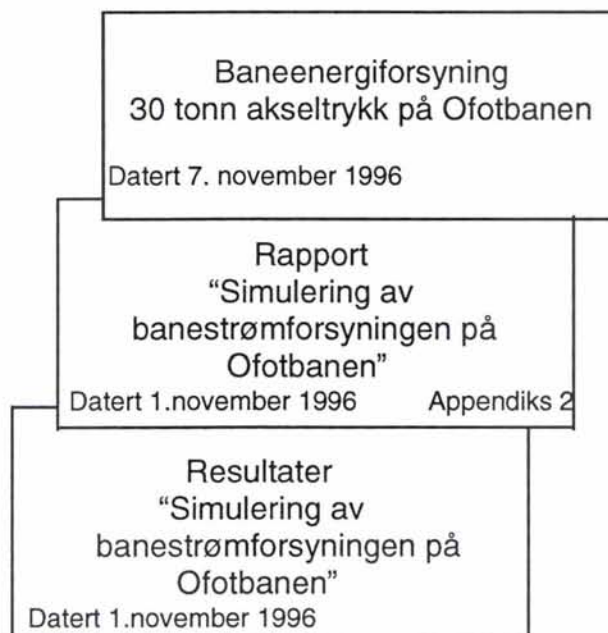 Baneenergiforsyning
30 tonn akseltrykk på Ofotbanen
Datert 7. november 1996
Rapport
“Simulering av
banestrømforsyningen på
Ofotbanen”
Datert 1.november 1996 Appendiks 2
Resultater
“Simulering av
banestrømforsyningen på
Ofotbanen”
Datert 1.november 1996